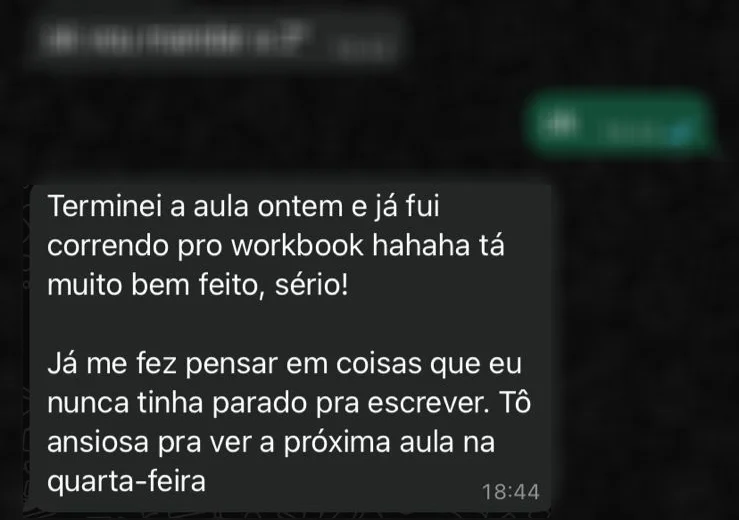 Terminei a aula ontem e já fui
correndo pro workbook hahaha tá
muito bem feito, sério!
Já me fez pensar em coisas que eu
nunca tinha parado pra escrever. Tô
ansiosa pra ver a próxima aula na
quarta-feira
18:44